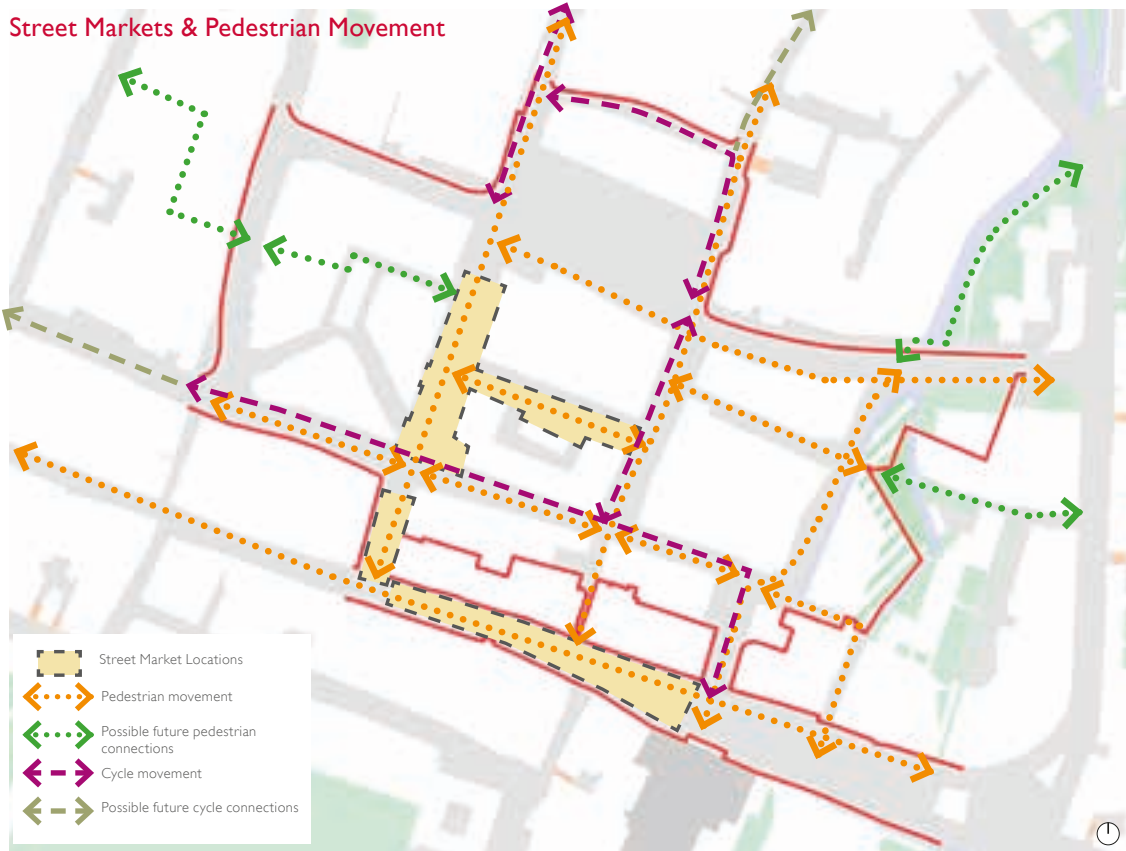 Street Markets & Pedestrian Movement
Street Market Locations
Pedestrian movement
Possible future pedestrian
connections
Cycle movement
Possible future cycle connections